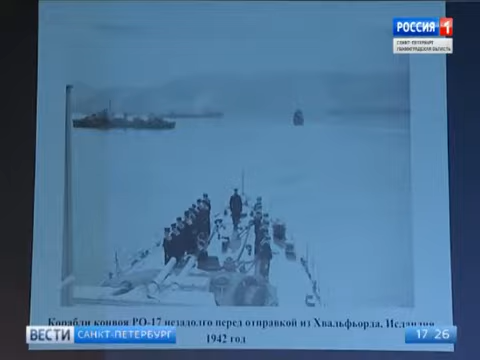 РОССИЯ 1
САНКТ-ПЕТЕРБУРГ
ЛЕНИНГРАДСКАЯ ОБЛАСТЬ
Корабли конвоя PQ-17 незадолго перед отправкой из Хвальфьорда, Исландия
1942 год
ВЕСТИ САНКТ-ПЕТЕРБУРГ
17 26